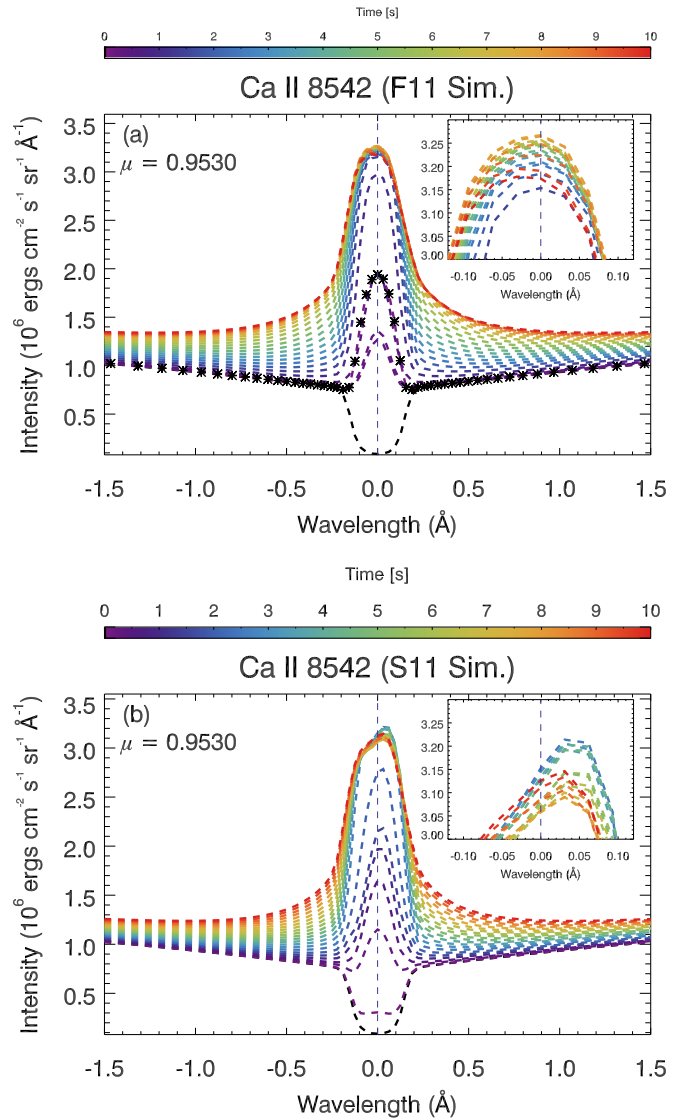 Time [s]
0 1 2 3 4 5 6 7 8 9 10
Ca II 8542 (F11 Sim.)
(a)
μ = 0.9530
3.5
3.0
2.5
2.0
1.5
1.0
0.5
Intensity (10⁶ ergs cm⁻² s⁻¹ sr⁻¹ Å⁻¹)
3.25
3.20
3.15
3.10
3.05
3.00
-0.10 -0.05 0.00 0.05 0.10
Wavelength (Å)
-1.5 -1.0 -0.5 0.0 0.5 1.0 1.5
Wavelength (Å)
Time [s]
0 1 2 3 4 5 6 7 8 9 10
Ca II 8542 (S11 Sim.)
(b)
μ = 0.9530
3.5
3.0
2.5
2.0
1.5
1.0
0.5
Intensity (10⁶ ergs cm⁻² s⁻¹ sr⁻¹ Å⁻¹)
3.25
3.20
3.15
3.10
3.05
3.00
-0.10 -0.05 0.00 0.05 0.10
Wavelength (Å)
-1.5 -1.0 -0.5 0.0 0.5 1.0 1.5
Wavelength (Å)